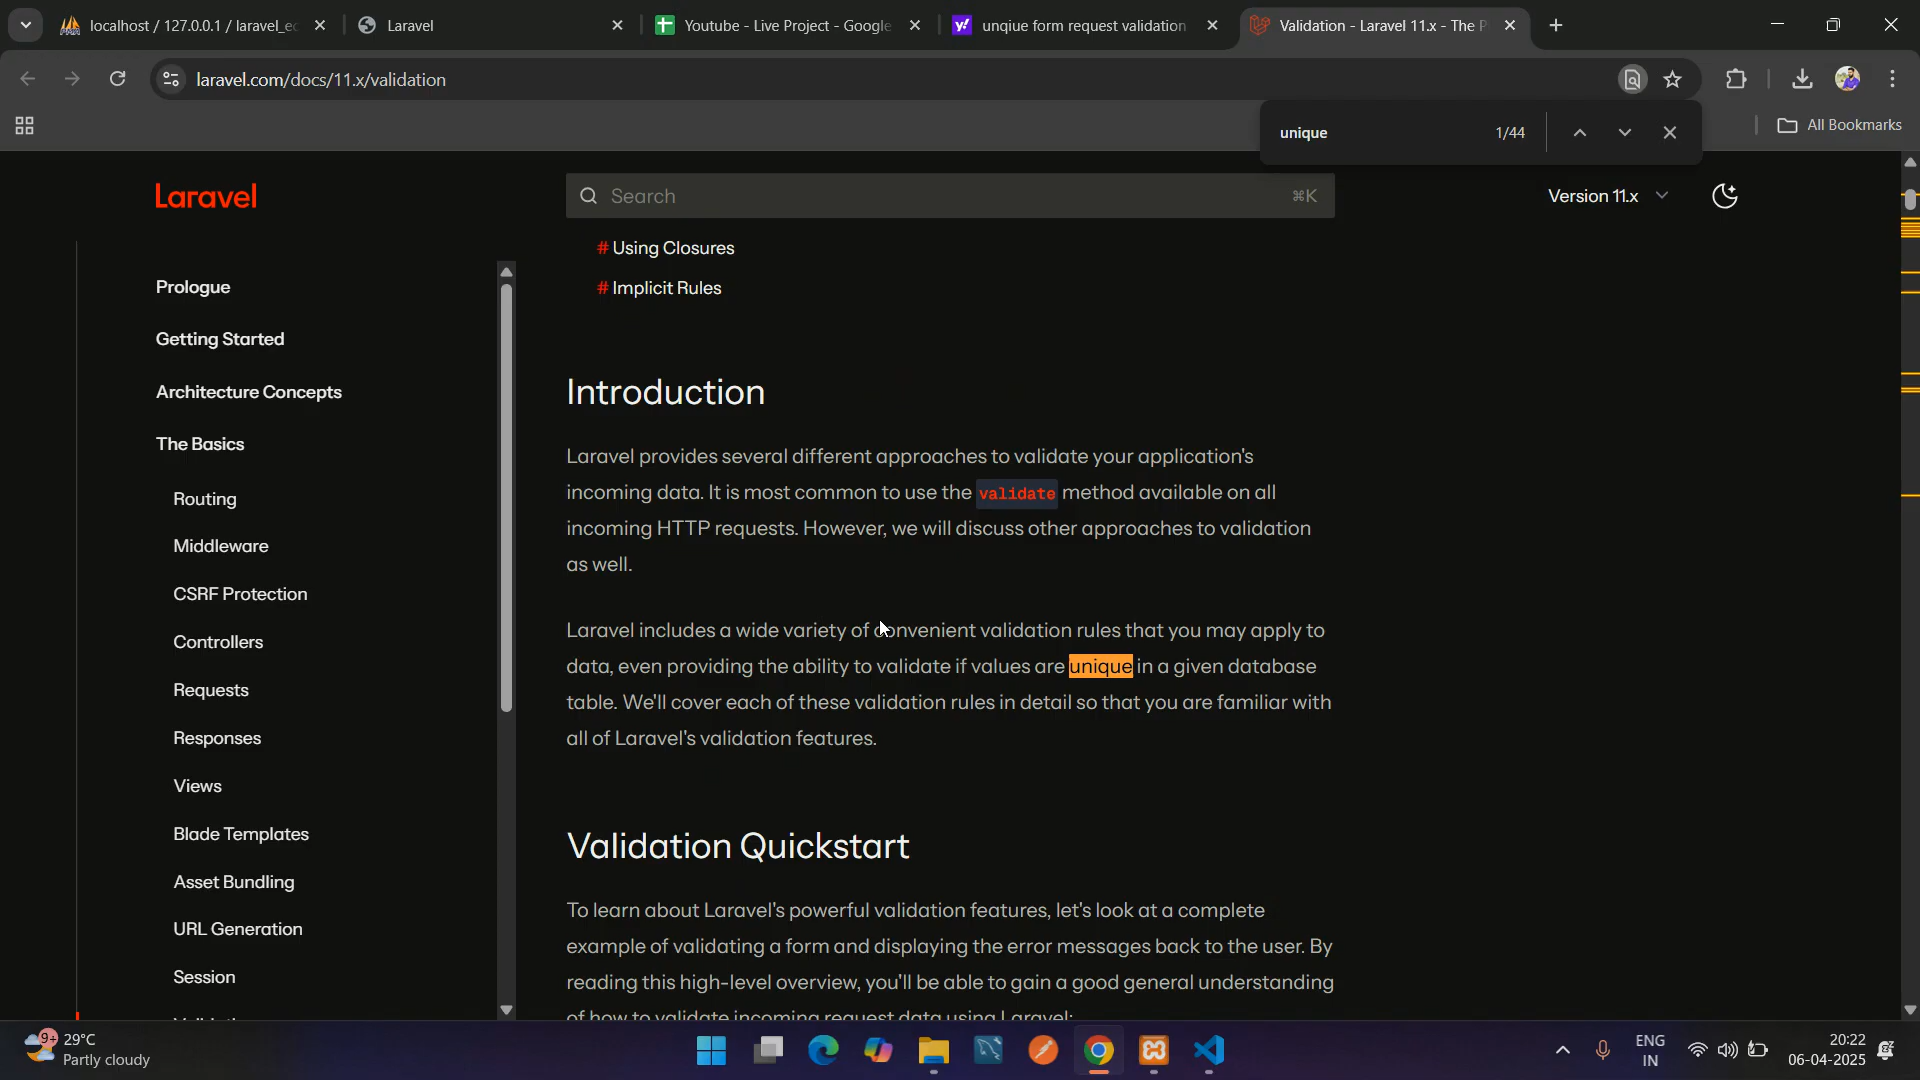 localhost / 127.0.0.1 / laravel_ec
Laravel
Youtube - Live Project - Google
unqiue form request validation
Validation - Laravel 11.x - The P
laravel.com/docs/11.x/validation
All Bookmarks
unique
1/44
Laravel
Search
⌘K
Version 11.x
# Using Closures
# Implicit Rules
Prologue
Getting Started
Architecture Concepts
The Basics
Routing
Middleware
CSRF Protection
Controllers
Requests
Responses
Views
Blade Templates
Asset Bundling
URL Generation
Session
Introduction
Laravel provides several different approaches to validate your application's
incoming data. It is most common to use the validate method available on all
incoming HTTP requests. However, we will discuss other approaches to validation
as well.
Laravel includes a wide variety of convenient validation rules that you may apply to
data, even providing the ability to validate if values are unique in a given database
table. We'll cover each of these validation rules in detail so that you are familiar with
all of Laravel's validation features.
Validation Quickstart
To learn about Laravel's powerful validation features, let's look at a complete
example of validating a form and displaying the error messages back to the user. By
reading this high-level overview, you'll be able to gain a good general understanding
of how to validate incoming request data using Laravel:
9+
29°C
Partly cloudy
ENG
IN
20:22
06-04-2025